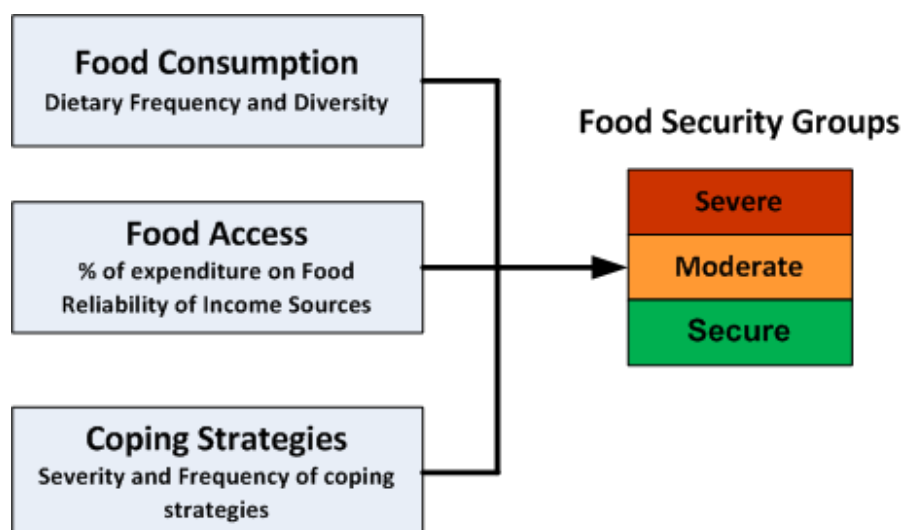 Food Consumption
Dietary Frequency and Diversity
Food Security Groups
Severe
Food Access
% of expenditure on Food
Reliability of Income Sources
Moderate
Secure
Coping Strategies
Severity and Frequency of coping
strategies